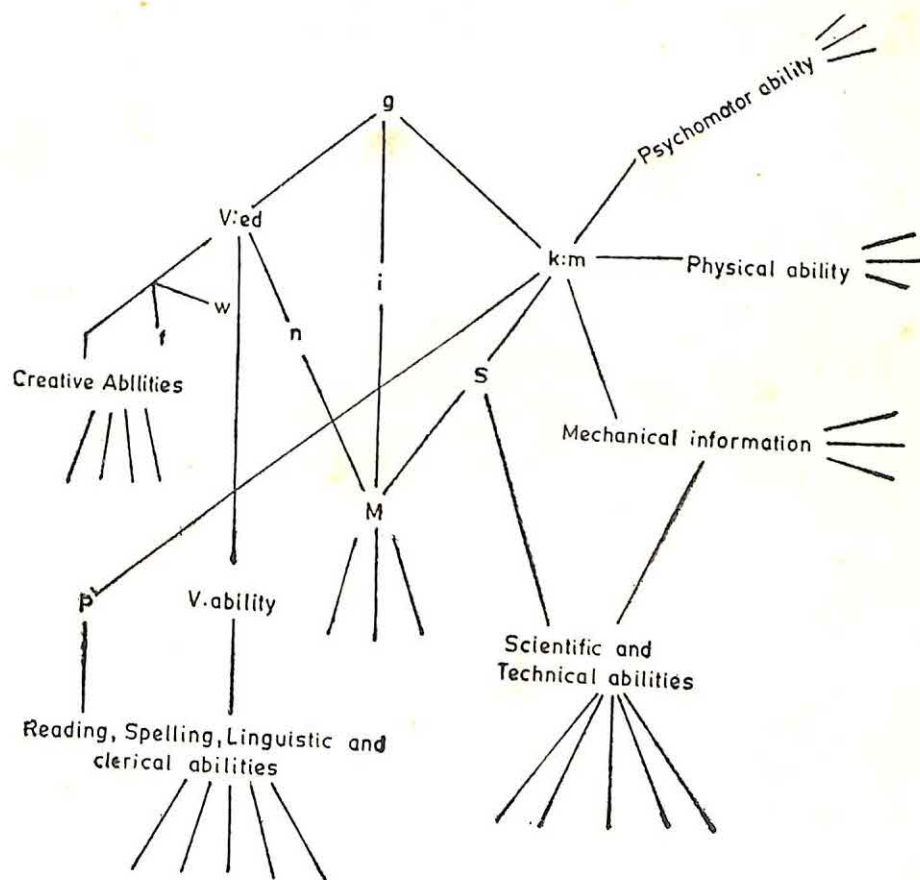 g
Psychomotor ability
V:ed
k:m
Physical ability
i
w
f
n
Creative Abilities
S
Mechanical information
M
p
V.ability
Scientific and
Technical abilities
Reading, Spelling, Linguistic and
clerical abilities